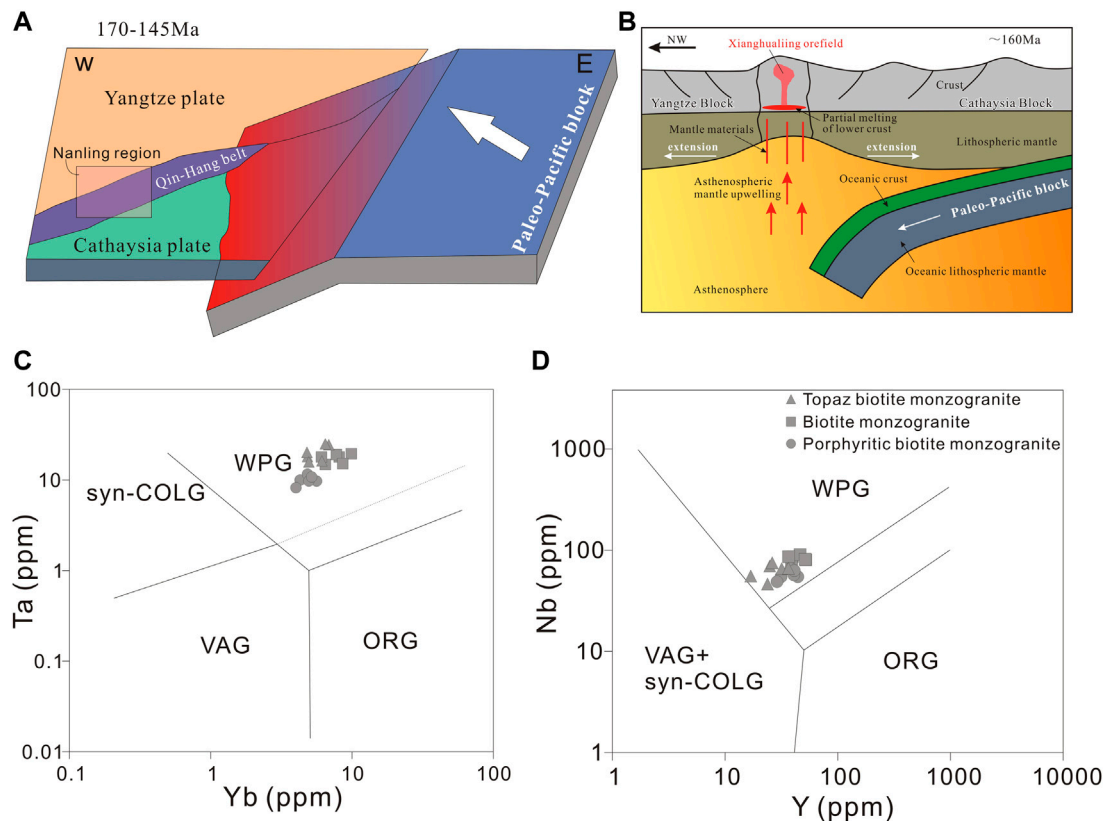 A
170-145Ma
W
E
Yangtze plate
Nanling region
Qin-Hang belt
Cathaysia plate
Paleo-Pacific block
B
NW
Xianghualiing orefield
~160Ma
Crust
Yangtze Block
Cathaysia Block
Partial melting
of lower crust
Mantle materials
Lithospheric mantle
extension
extension
Oceanic crust
Asthenospheric
mantle upwelling
Paleo-Pacific block
Oceanic lithospheric mantle
Asthenosphere
C
100
10
1
0.1
0.01
Ta (ppm)
WPG
syn-COLG
VAG
ORG
0.1
1
10
100
Yb (ppm)
D
Topaz biotite monzogranite
Biotite monzogranite
Porphyritic biotite monzogranite
1000
100
10
1
Nb (ppm)
WPG
VAG+
syn-COLG
ORG
1
10
100
1000
10000
Y (ppm)